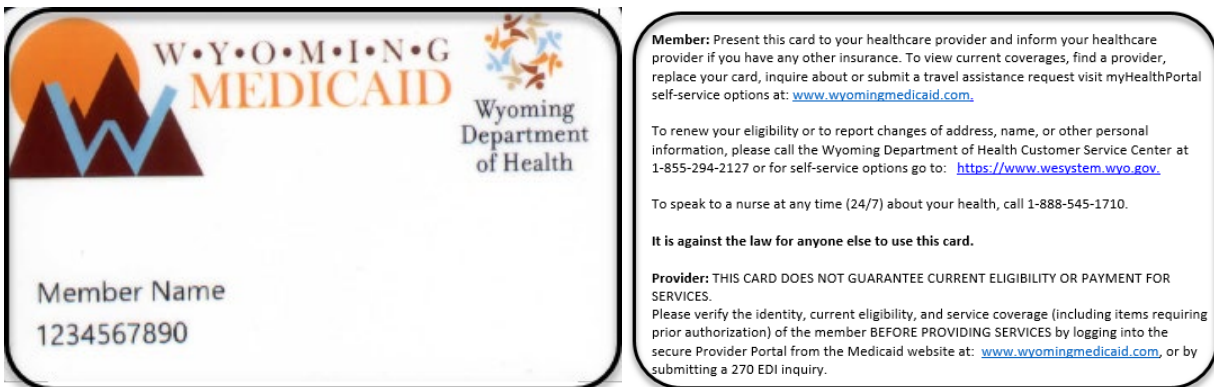 W•Y•O•M•I•N•G
MEDICAID
Wyoming
Department
of Health
Member Name
1234567890
Member: Present this card to your healthcare provider and inform your healthcare
provider if you have any other insurance. To view current coverages, find a provider,
replace your card, inquire about or submit a travel assistance request visit myHealthPortal
self-service options at: www.wyomingmedicaid.com.
To renew your eligibility or to report changes of address, name, or other personal
information, please call the Wyoming Department of Health Customer Service Center at
1-855-294-2127 or for self-service options go to: https://www.wesystem.wyo.gov.
To speak to a nurse at any time (24/7) about your health, call 1-888-545-1710.
It is against the law for anyone else to use this card.
Provider: THIS CARD DOES NOT GUARANTEE CURRENT ELIGIBILITY OR PAYMENT FOR
SERVICES.
Please verify the identity, current eligibility, and service coverage (including items requiring
prior authorization) of the member BEFORE PROVIDING SERVICES by logging into the
secure Provider Portal from the Medicaid website at: www.wyomingmedicaid.com, or by
submitting a 270 EDI inquiry.